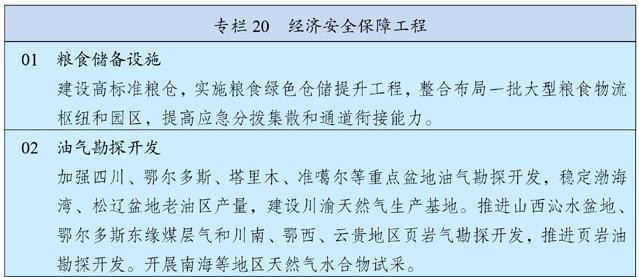 专栏 20 经济安全保障工程
01 粮食储备设施
建设高标准粮仓，实施粮食绿色仓储提升工程，整合布局一批大型粮食物流
枢纽和园区，提高应急分拨集散和通道衔接能力。
02 油气勘探开发
加强四川、鄂尔多斯、塔里木、准噶尔等重点盆地油气勘探开发，稳定渤海
湾、松辽盆地老油区产量，建设川渝天然气生产基地。推进山西沁水盆地、
鄂尔多斯东缘煤层气和川南、鄂西、云贵地区页岩气勘探开发，推进页岩油
勘探开发。开展南海等地区天然气水合物试采。